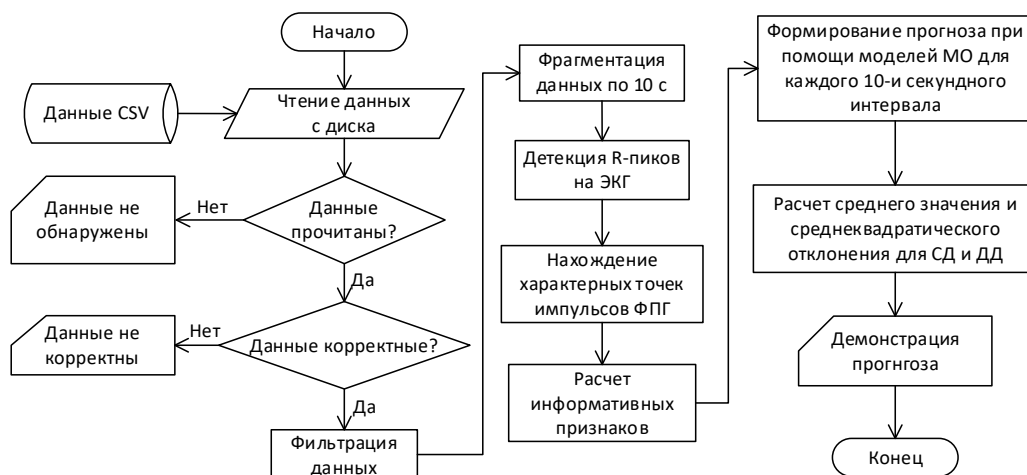 Начало
Данные CSV
Чтение данных
с диска
Данные
прочитаны?
Нет
Данные не
обнаружены
Да
Данные корректные?
Нет
Данные не
корректны
Да
Фильтрация
данных
Фрагментация
данных по 10 с
Детекция R-пиков
на ЭКГ
Нахождение
характерных точек
импульсов ФПГ
Расчет
информативных
признаков
Формирование прогноза при
помощи моделей МО для
каждого 10-и секундного
интервала
Расчет среднего значения и
среднеквадратического
отклонения для СД и ДД
Демонстрация
прогнгоза
Конец